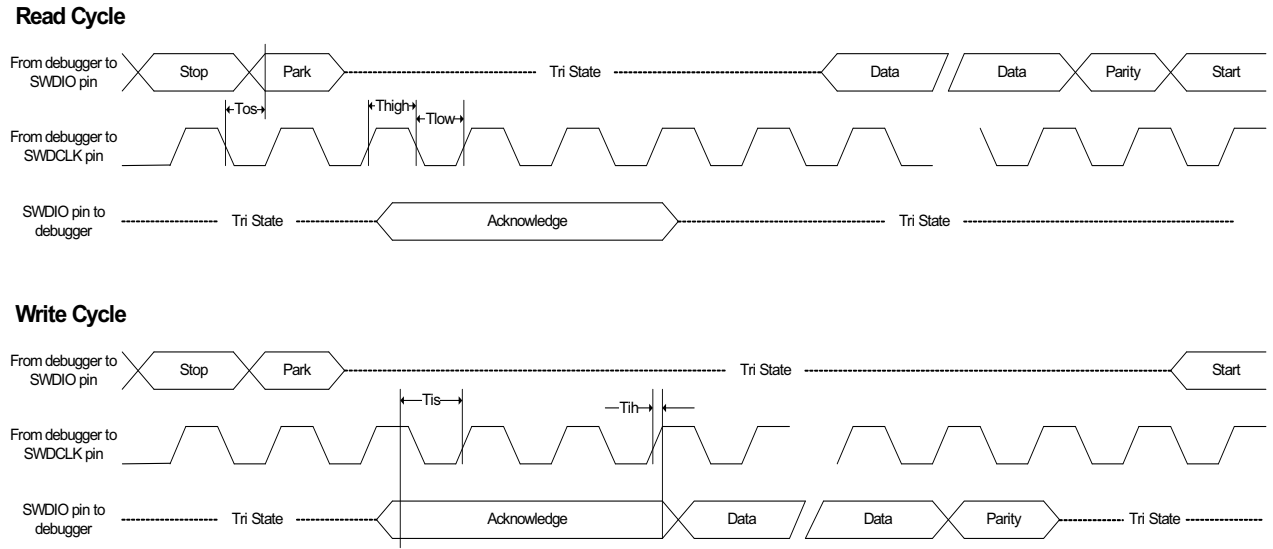 Read Cycle
From debugger to
SWDIO pin
Stop
Park
Tri State
Data
Data
Parity
Start
Tos
Thigh
Tlow
From debugger to
SWDCLK pin
SWDIO pin to
debugger
Tri State
Acknowledge
Tri State
Write Cycle
From debugger to
SWDIO pin
Stop
Park
Tri State
Start
Tis
Tih
From debugger to
SWDCLK pin
SWDIO pin to
debugger
Tri State
Acknowledge
Data
Data
Parity
Tri State